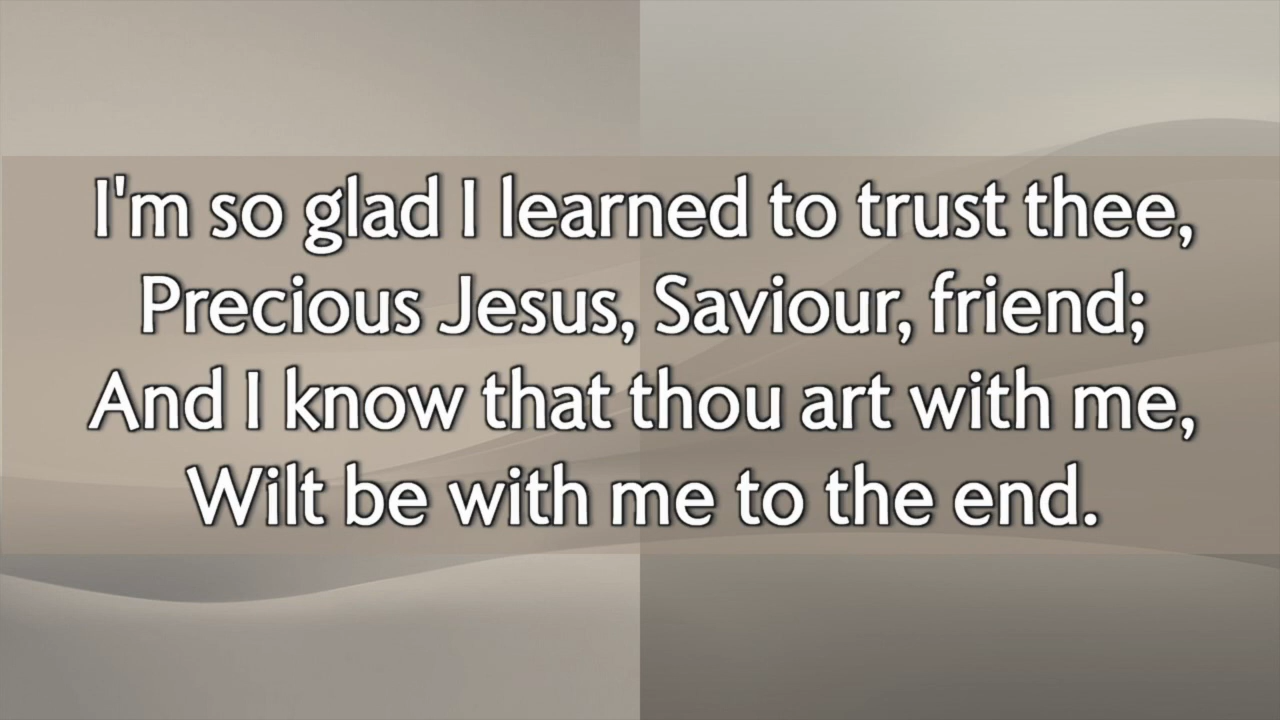 I'm so glad I learned to trust thee,
Precious Jesus, Saviour, friend;
And I know that thou art with me,
Wilt be with me to the end.